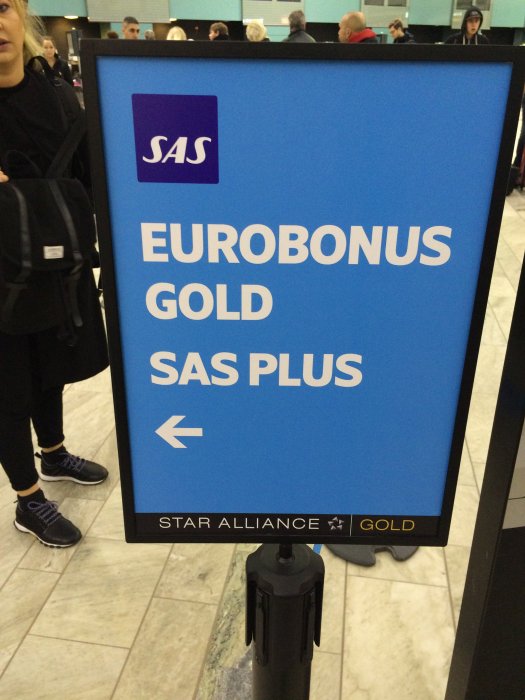 SAS
EUROBONUS
GOLD
SAS PLUS
←
STAR ALLIANCE | GOLD